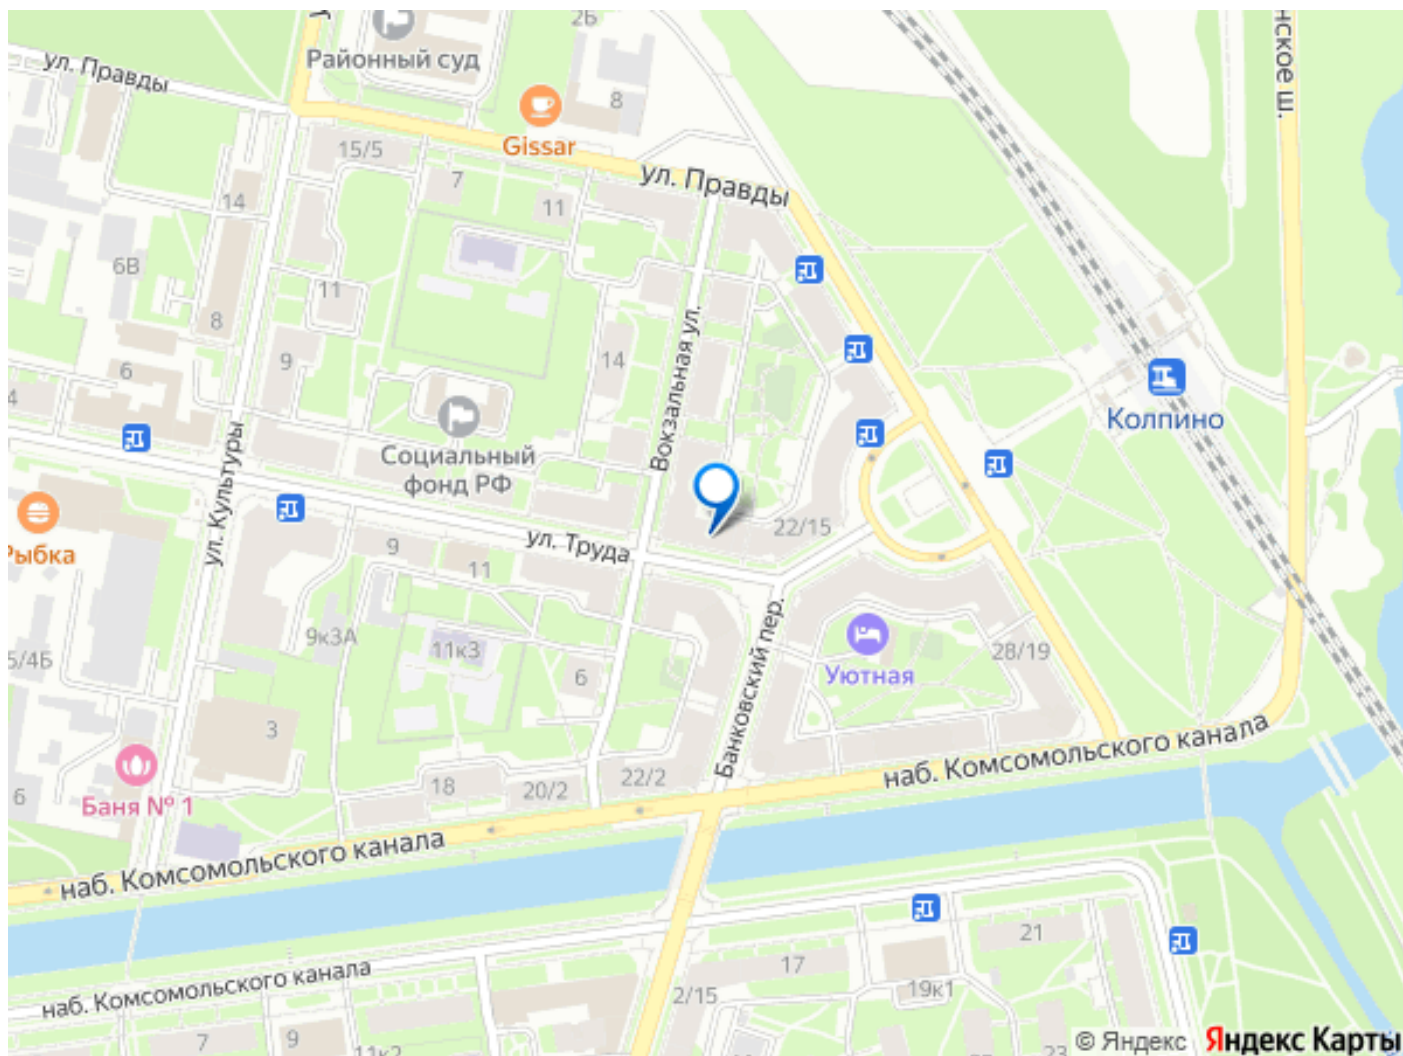 2Б
Районный суд
нское ш.
ул. Правды
8
Gissar
15/5
ул. Правды
7
14
11
6В
11
8
Вокзальная ул.
9
14
6
Колпино
4
Социальный
фонд РФ
ул. Культуры
Рыбка
22/15
ул. Труда
9
11
9к3А
11к3
Банковский пер.
5/4Б
Уютная
28/19
6
3
наб. Комсомольского канала
18
20/2
22/2
6
Баня № 1
наб. Комсомольского канала
21
17
наб. Комсомольского канала
19к1
2/15
7
9
11к2
23
© Яндекс Яндекс Карты